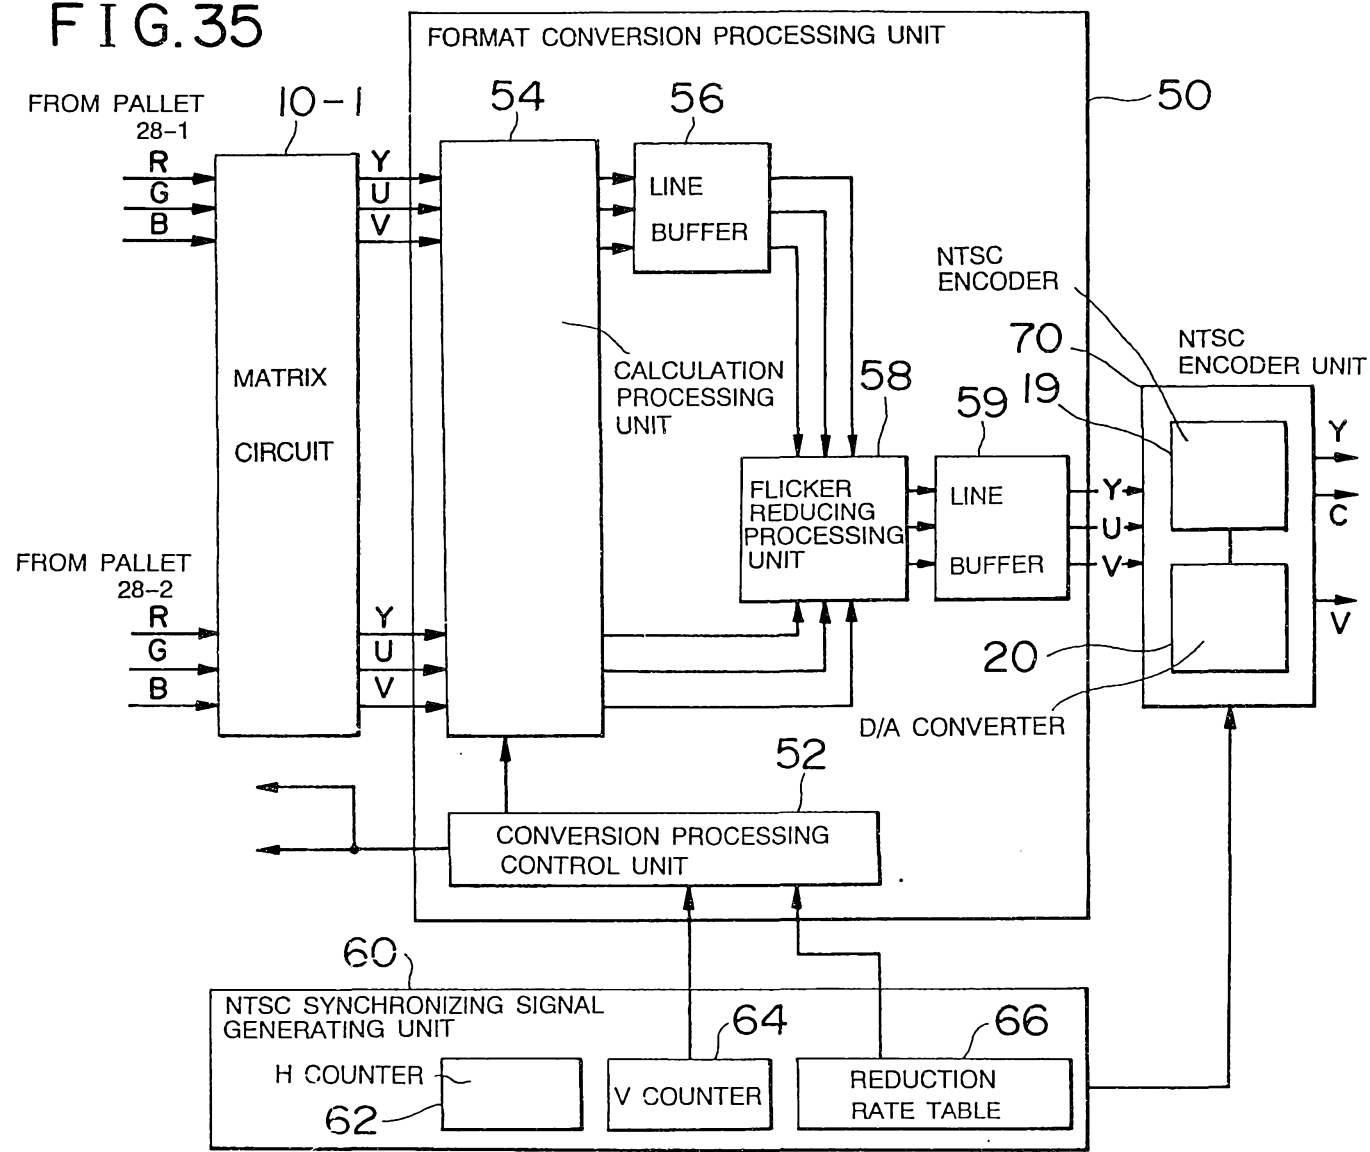 FIG.35
FORMAT CONVERSION PROCESSING UNIT
50
FROM PALLET
28-1
10-1
54
56
R
G
B
Y
U
V
LINE
BUFFER
MATRIX
CIRCUIT
CALCULATION
PROCESSING
UNIT
NTSC
ENCODER
70
NTSC
ENCODER UNIT
58
59
19
FLICKER
REDUCING
PROCESSING
UNIT
LINE
BUFFER
Y
U
V
Y
C
V
FROM PALLET
28-2
R
G
B
Y
U
V
20
D/A CONVERTER
52
CONVERSION PROCESSING
CONTROL UNIT
60
NTSC SYNCHRONIZING SIGNAL
GENERATING UNIT
64
66
H COUNTER
62
V COUNTER
REDUCTION
RATE TABLE